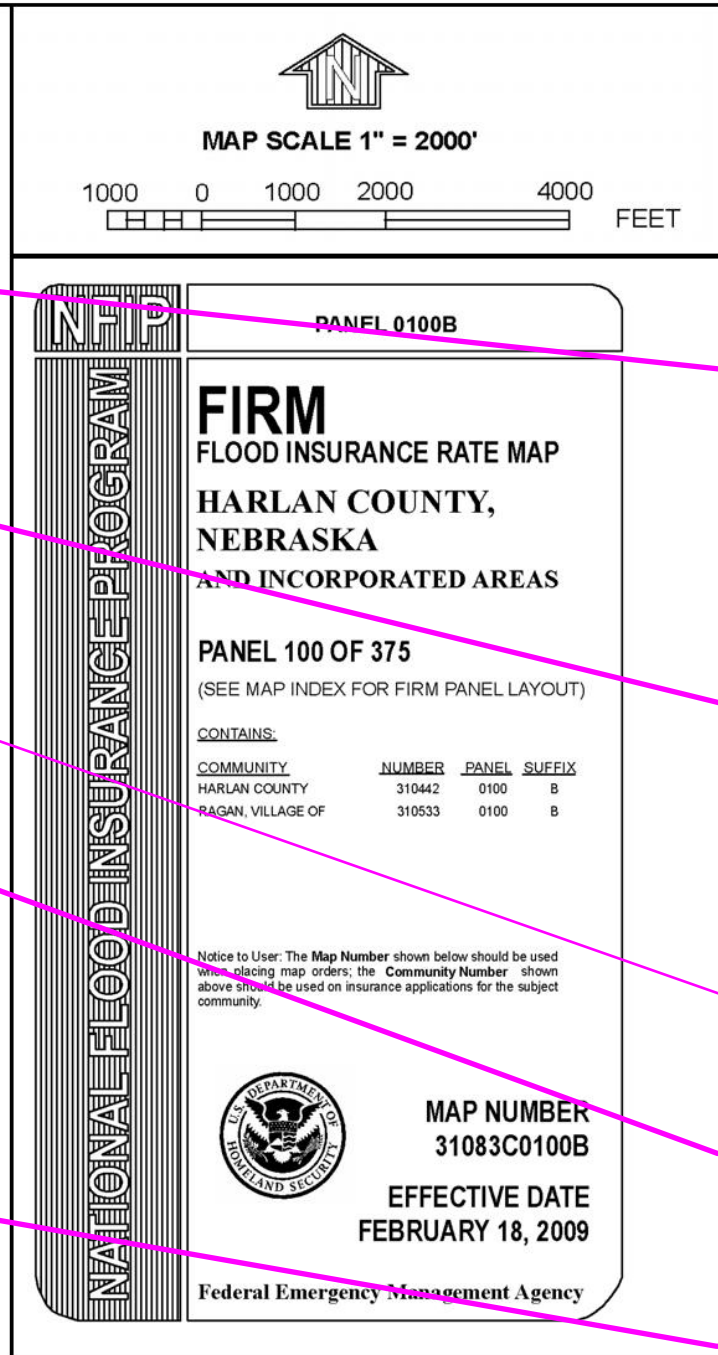 N
MAP SCALE 1" = 2000'
1000 0 1000 2000 4000
FEET
NFIP
PANEL 0100B
NATIONAL FLOOD INSURANCE PROGRAM
FIRM
FLOOD INSURANCE RATE MAP
HARLAN COUNTY,
NEBRASKA
AND INCORPORATED AREAS
PANEL 100 OF 375
(SEE MAP INDEX FOR FIRM PANEL LAYOUT)
CONTAINS:
COMMUNITY NUMBER PANEL SUFFIX
HARLAN COUNTY 310442 0100 B
RAGAN, VILLAGE OF 310533 0100 B
Notice to User: The Map Number shown below should be used
when placing map orders; the Community Number shown
above should be used on insurance applications for the subject
community.
U.S. DEPARTMENT OF HOMELAND SECURITY
MAP NUMBER
31083C0100B
EFFECTIVE DATE
FEBRUARY 18, 2009
Federal Emergency Management Agency